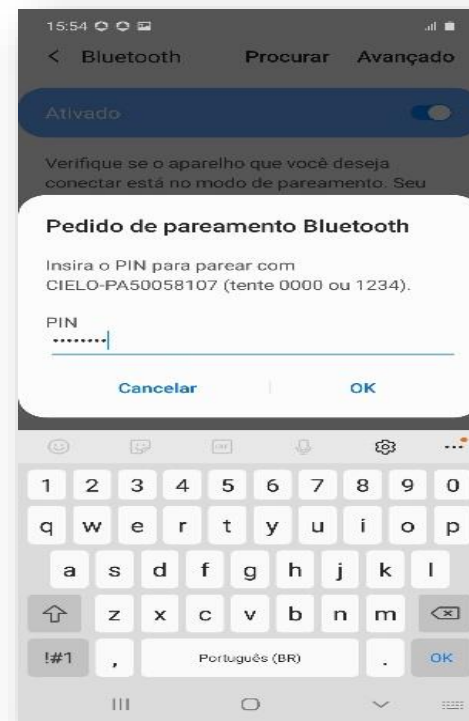 15:54
< Bluetooth Procurar Avançado
Ativado
Verifique se o aparelho que você deseja
conectar está no modo de pareamento. Seu
Pedido de pareamento Bluetooth
Insira o PIN para parear com
CIELO-PA50058107 (tente 0000 ou 1234).
PIN
••••••••
Cancelar OK
1 2 3 4 5 6 7 8 9 0
q w e r t y u i o p
a s d f g h j k l
z x c v b n m
!#1 , Português (BR) . OK